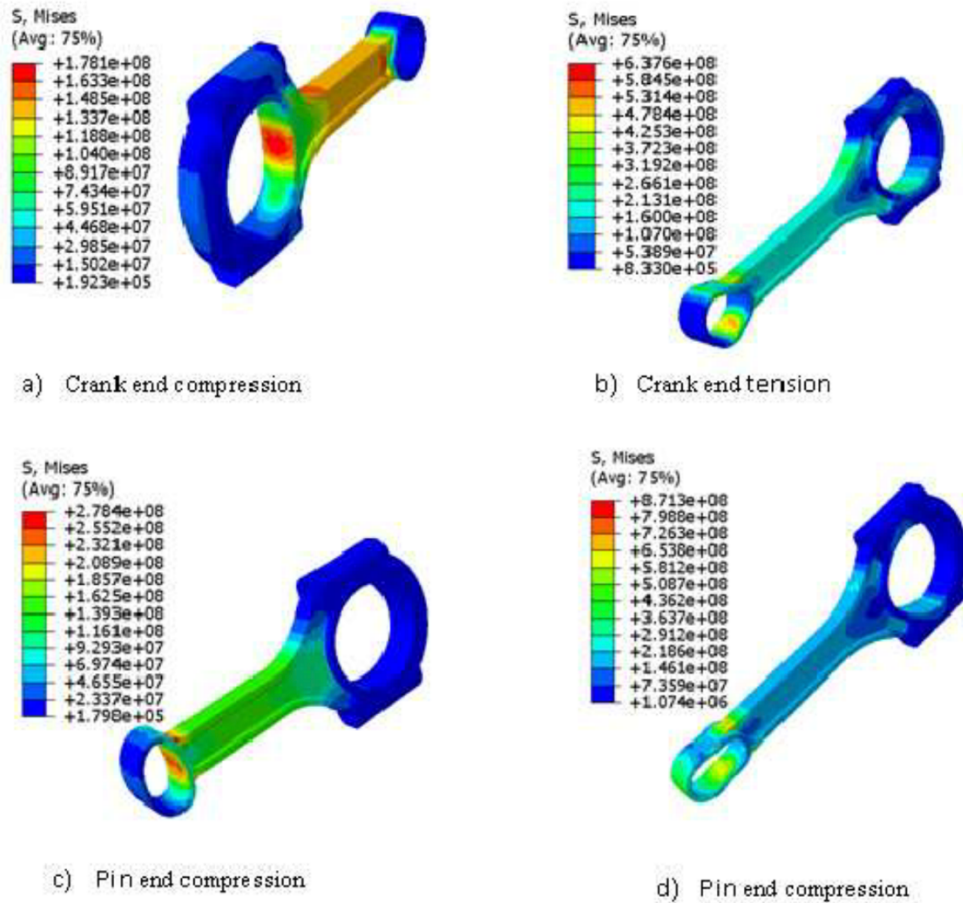 S, Mises
(Avg: 75%)
+1.781e+08
+1.633e+08
+1.485e+08
+1.337e+08
+1.188e+08
+1.040e+08
+8.917e+07
+7.434e+07
+5.951e+07
+4.468e+07
+2.985e+07
+1.502e+07
+1.923e+05
a) Crank end compression
S, Mises
(Avg: 75%)
+6.376e+08
+5.845e+08
+5.314e+08
+4.784e+08
+4.253e+08
+3.723e+08
+3.192e+08
+2.661e+08
+2.131e+08
+1.600e+08
+1.070e+08
+5.389e+07
+8.330e+05
b) Crank end tension
S, Mises
(Avg: 75%)
+2.784e+08
+2.552e+08
+2.321e+08
+2.089e+08
+1.857e+08
+1.625e+08
+1.393e+08
+1.161e+08
+9.293e+07
+6.974e+07
+4.655e+07
+2.337e+07
+1.798e+05
c) Pin end compression
S, Mises
(Avg: 75%)
+8.713e+08
+7.988e+08
+7.263e+08
+6.538e+08
+5.812e+08
+5.087e+08
+4.362e+08
+3.637e+08
+2.912e+08
+2.186e+08
+1.461e+08
+7.359e+07
+1.074e+06
d) Pin end compression